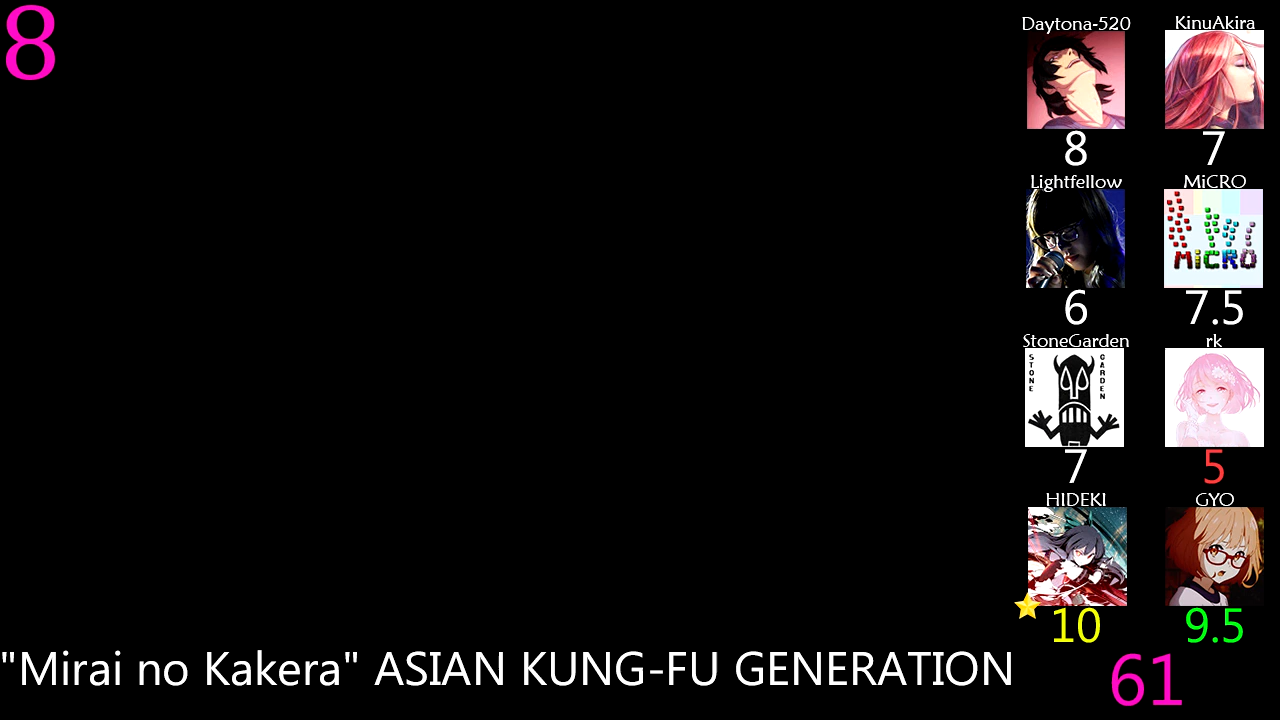 8
Daytona-520
KinuAkira
8
7
Lightfellow
MiCRO
MiCRO
6
7.5
StoneGarden
rk
STONE
GARDEN
7
5
HIDEKI
GYO
10
9.5
"Mirai no Kakera" ASIAN KUNG-FU GENERATION
61